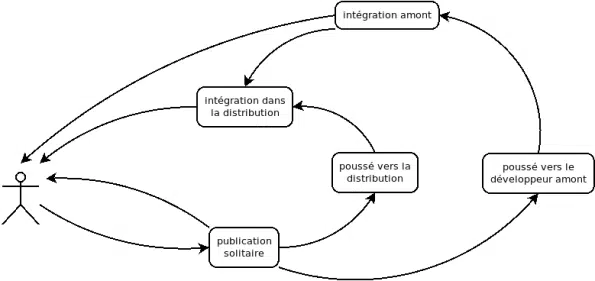 intégration amont
intégration dans
la distribution
poussé vers la
distribution
poussé vers le
développeur amont
publication
solitaire